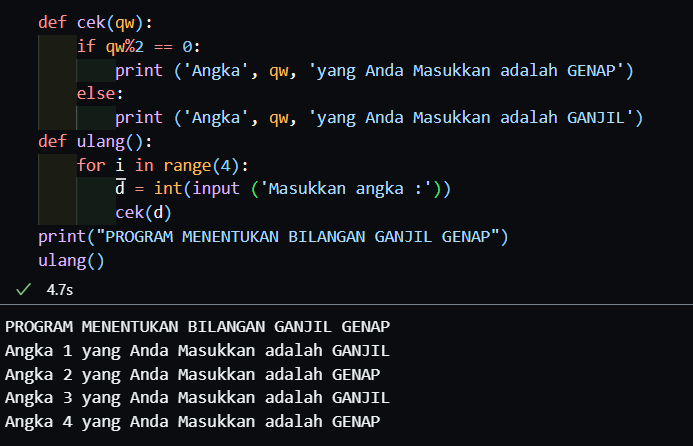 def cek(qw):
    if qw%2 == 0:
        print ('Angka', qw, 'yang Anda Masukkan adalah GENAP')
    else:
        print ('Angka', qw, 'yang Anda Masukkan adalah GANJIL')
def ulang():
    for i in range(4):
        d = int(input ('Masukkan angka :'))
        cek(d)
print("PROGRAM MENENTUKAN BILANGAN GANJIL GENAP")
ulang()
4.7s
PROGRAM MENENTUKAN BILANGAN GANJIL GENAP
Angka 1 yang Anda Masukkan adalah GANJIL
Angka 2 yang Anda Masukkan adalah GENAP
Angka 3 yang Anda Masukkan adalah GANJIL
Angka 4 yang Anda Masukkan adalah GENAP